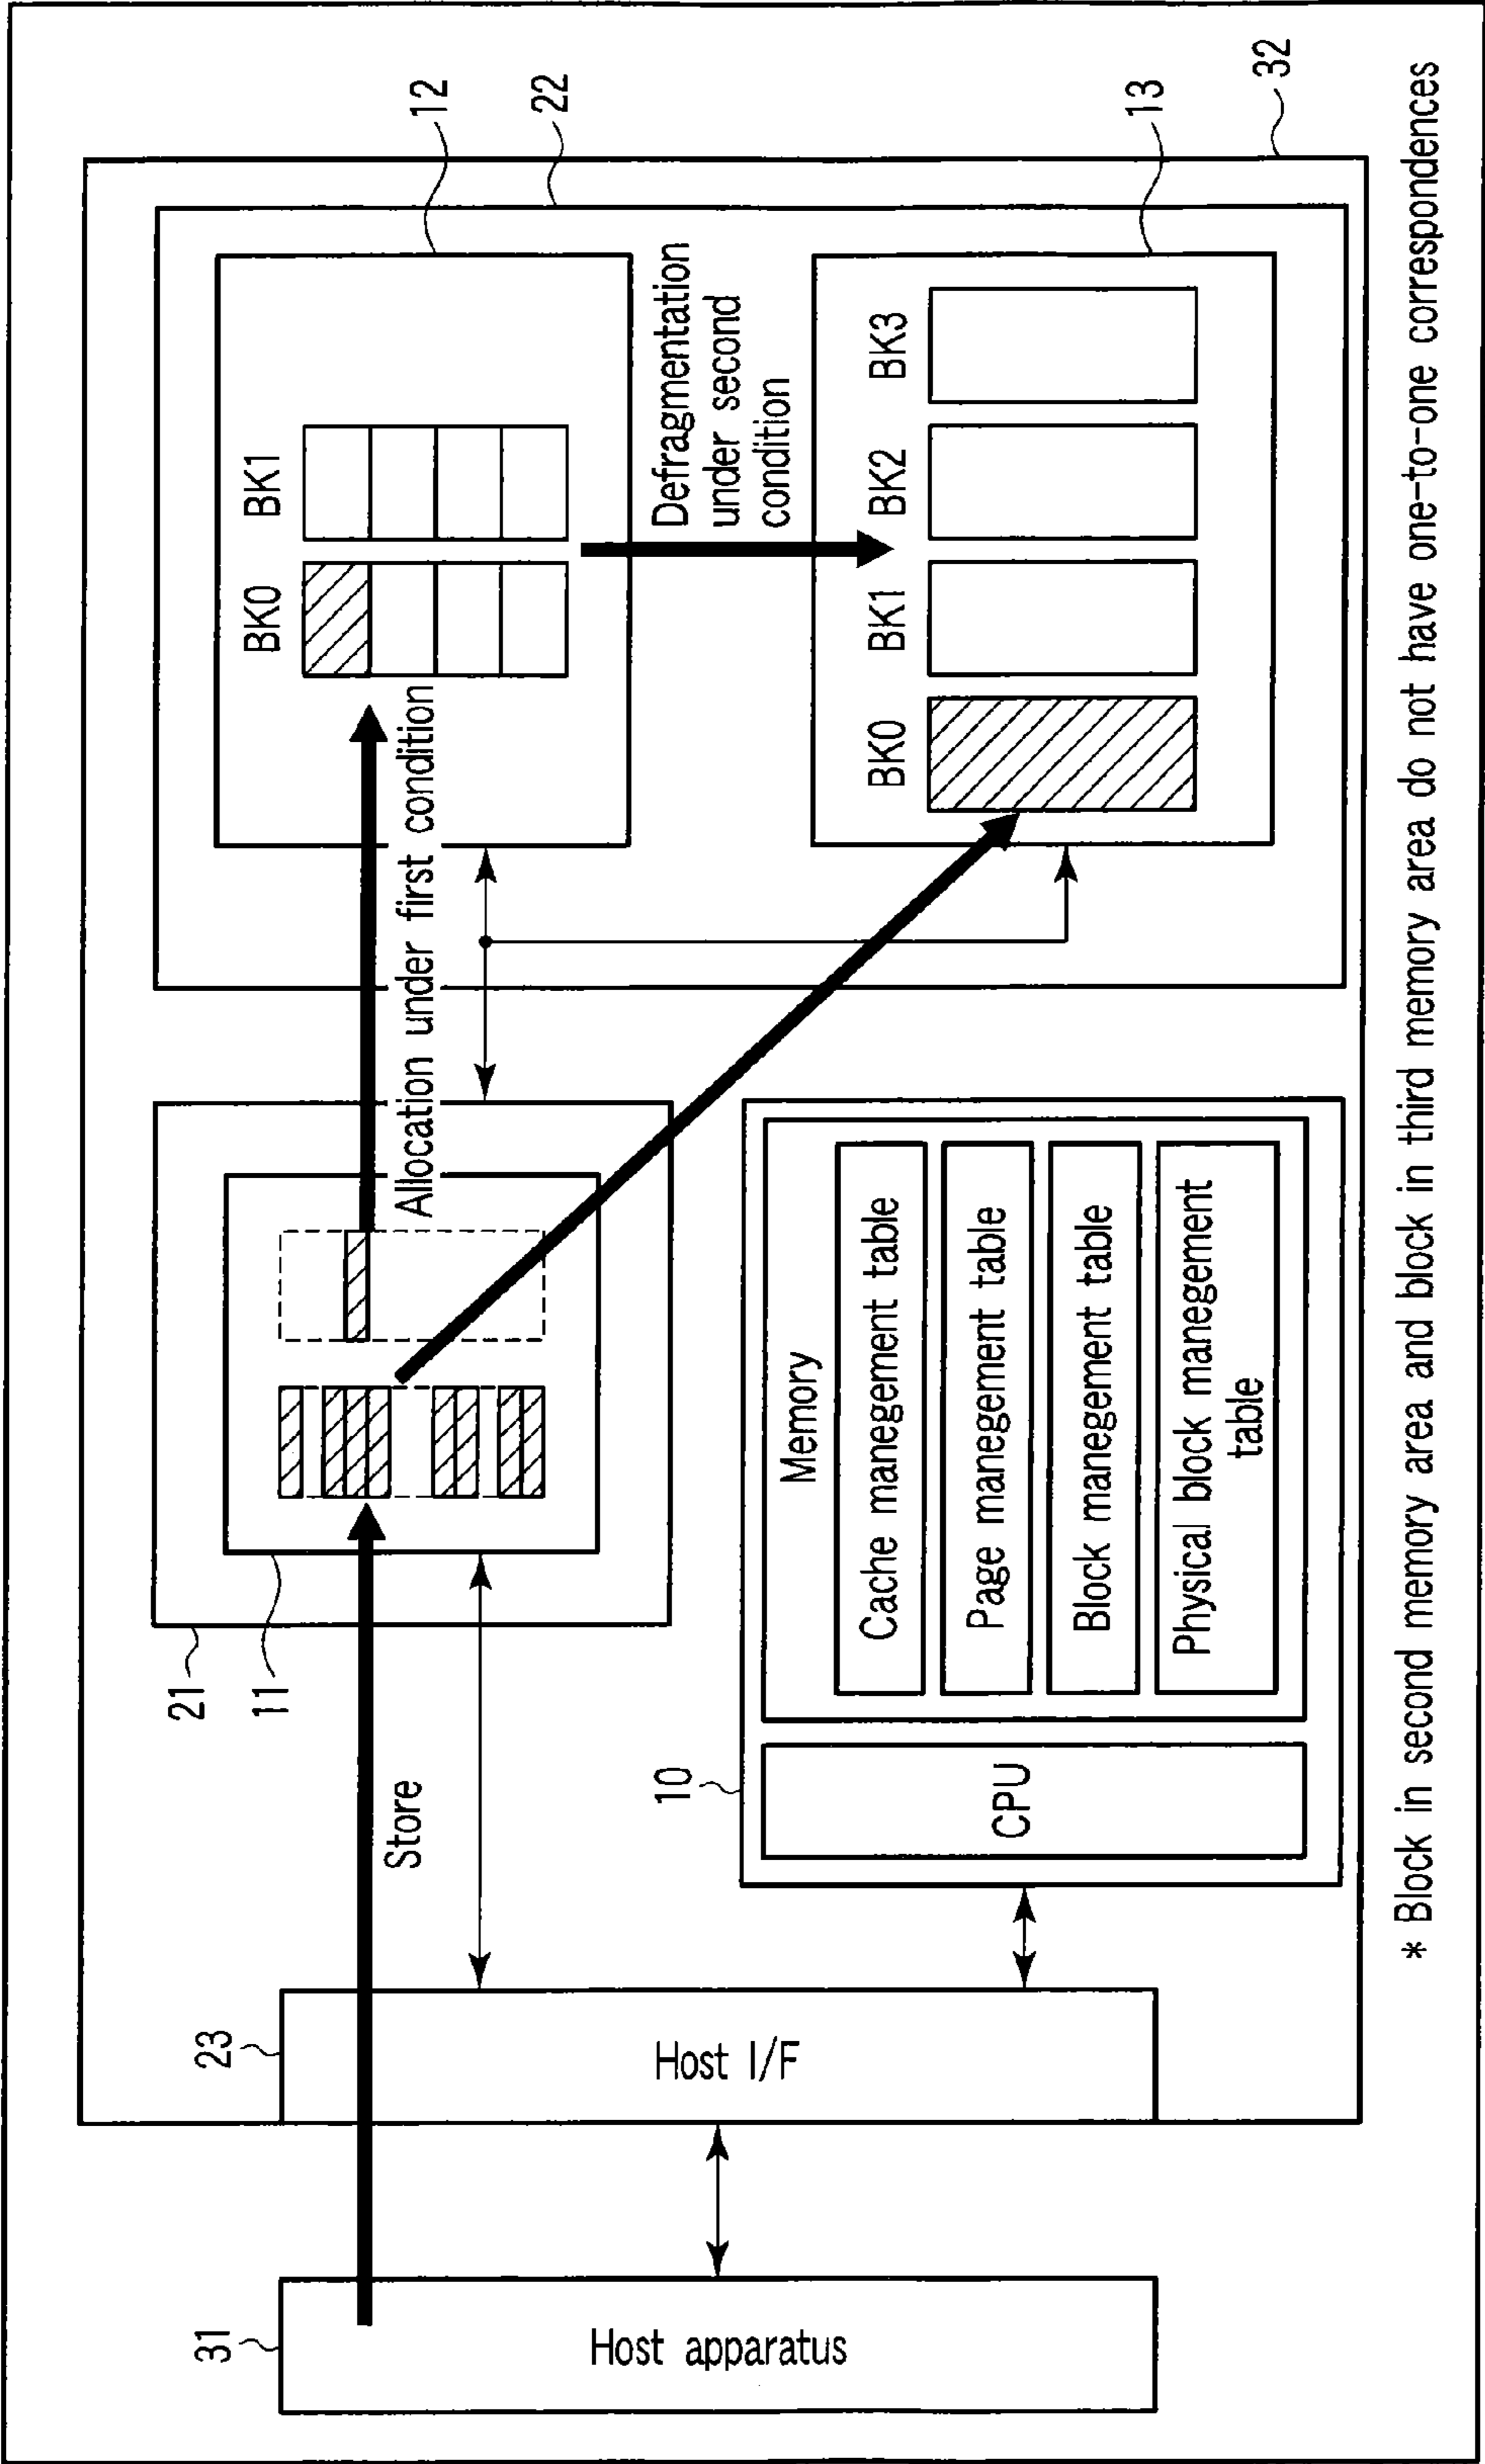 31
Host apparatus
23
Host I/F
Store
21
11
Allocation under first condition
10
CPU
Memory
Cache manegement table
Page manegement table
Block manegement table
Physical block manegement
table
BK0
BK1
12
22
Defragmentation
under second
condition
BK0
BK1
BK2
BK3
13
32
* Block in second memory area and block in third memory area do not have one-to-one correspondences